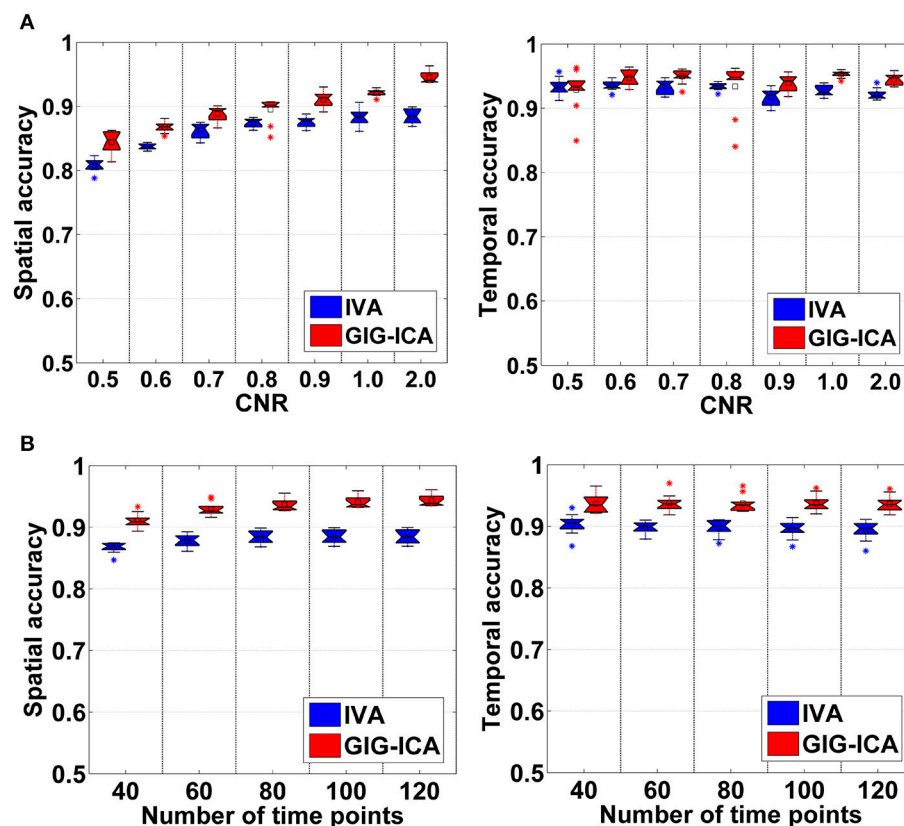 A
Spatial accuracy
1
0.9
0.8
0.7
0.6
0.5
IVA
GIG-ICA
0.5 0.6 0.7 0.8 0.9 1.0 2.0
CNR
Temporal accuracy
1
0.9
0.8
0.7
0.6
0.5
IVA
GIG-ICA
0.5 0.6 0.7 0.8 0.9 1.0 2.0
CNR
B
Spatial accuracy
1
0.9
0.8
0.7
0.6
0.5
IVA
GIG-ICA
40 60 80 100 120
Number of time points
Temporal accuracy
1
0.9
0.8
0.7
0.6
0.5
IVA
GIG-ICA
40 60 80 100 120
Number of time points